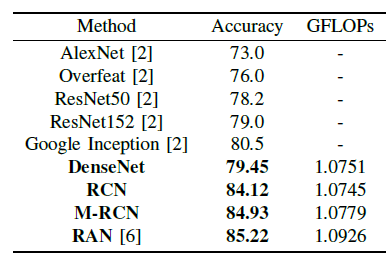 Method Accuracy GFLOPs
AlexNet [2] 73.0 -
Overfeat [2] 76.0 -
ResNet50 [2] 78.2 -
ResNet152 [2] 79.0 -
Google Inception [2] 80.5 -
DenseNet 79.45 1.0751
RCN 84.12 1.0745
M-RCN 84.93 1.0779
RAN [6] 85.22 1.0926